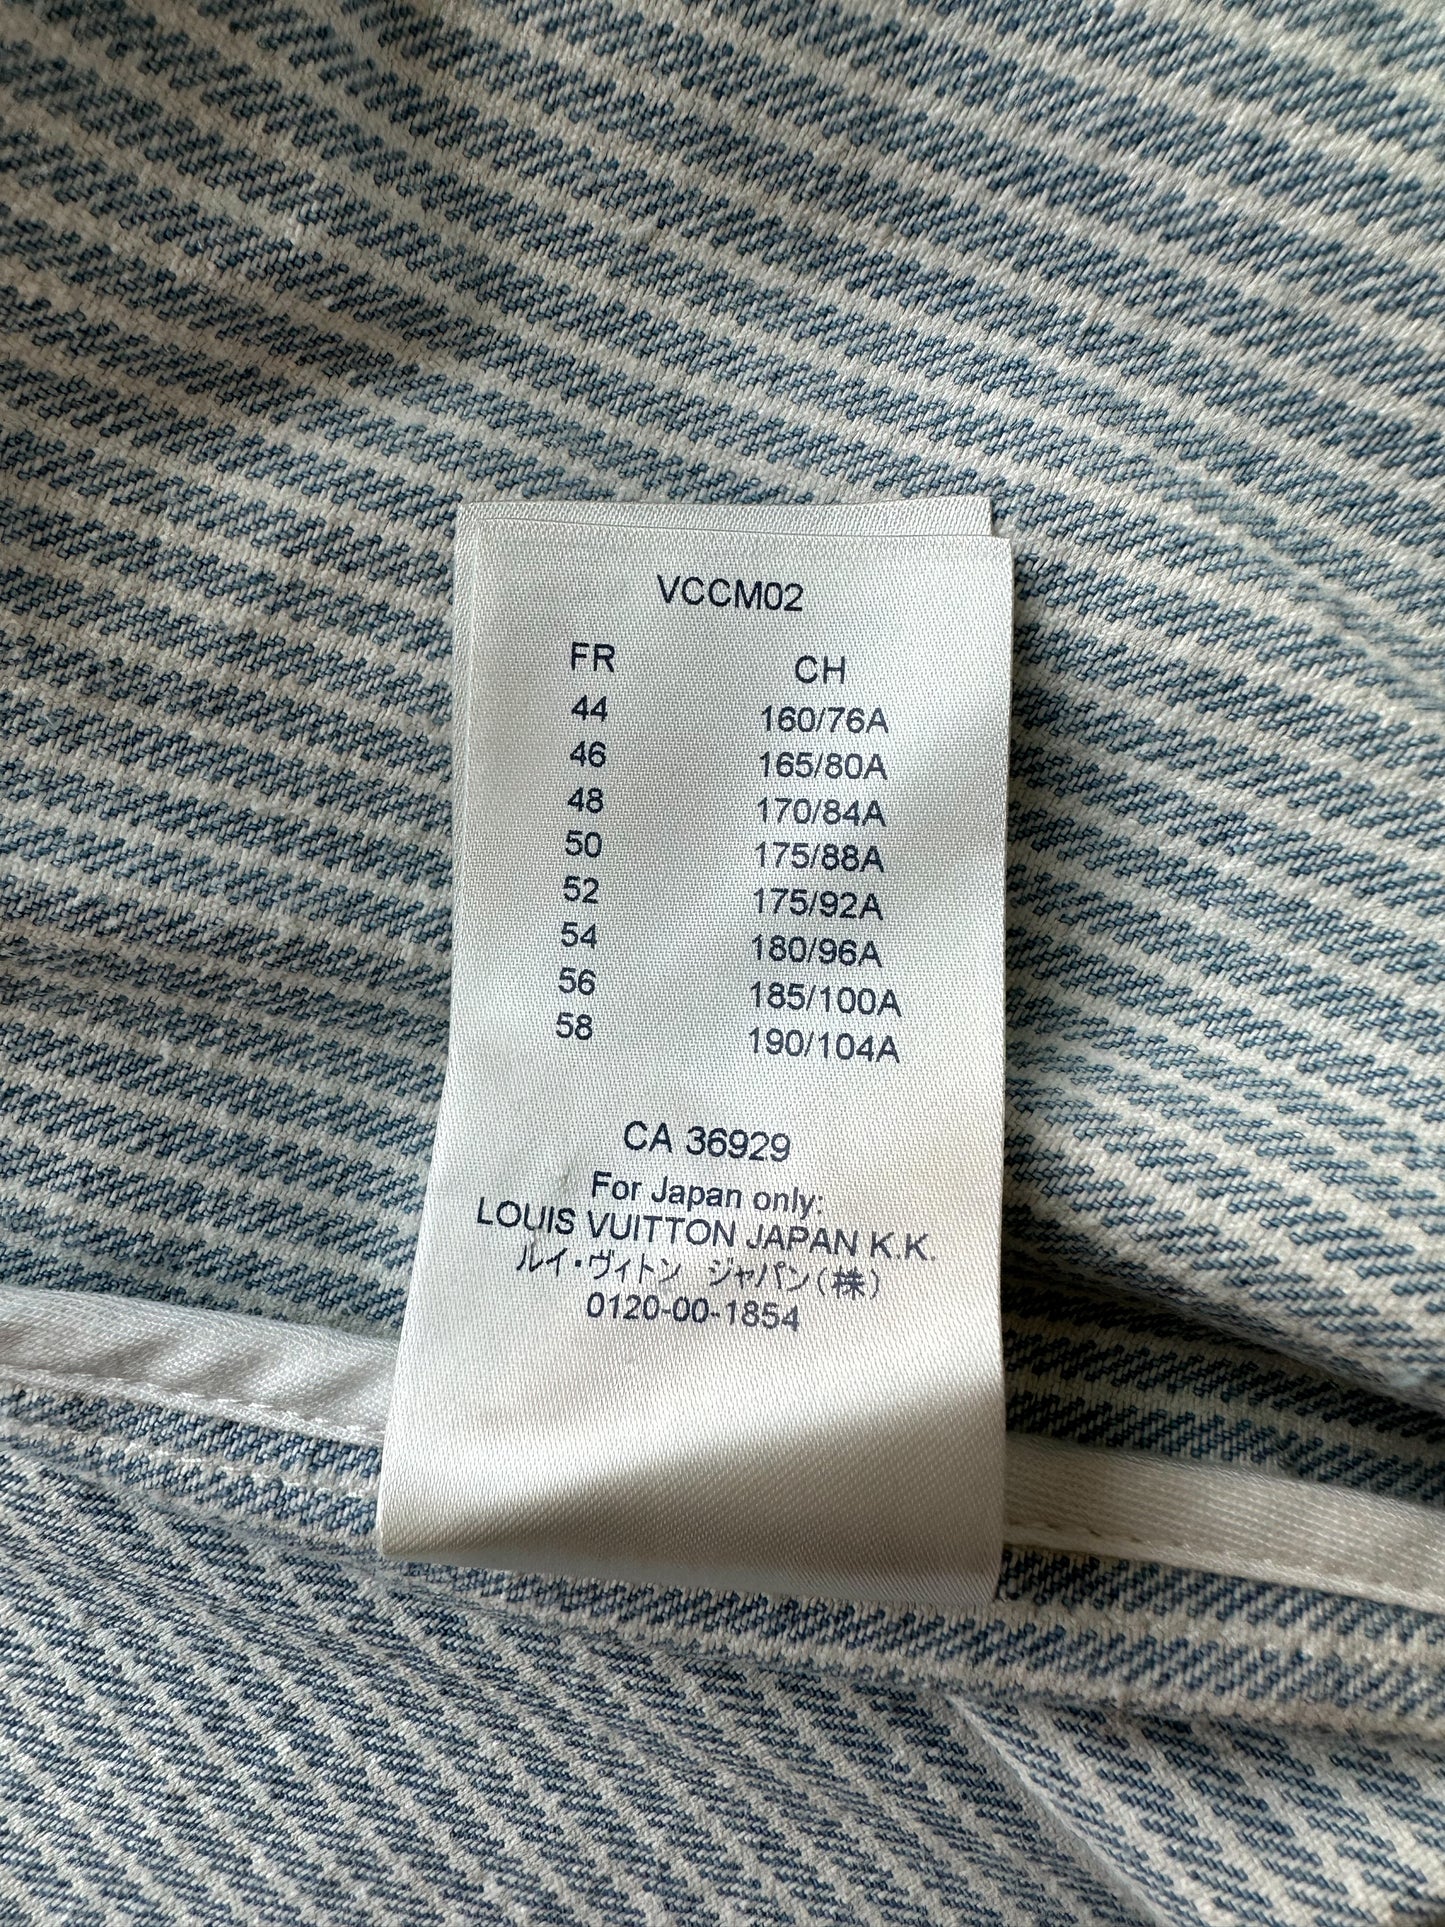 VCCM02
FR CH
44 160/76A
46 165/80A
48 170/84A
50 175/88A
52 175/92A
54 180/96A
56 185/100A
58 190/104A
CA 36929
For Japan only:
LOUIS VUITTON JAPAN K.K.
ルイ・ヴィトン ジャパン(株)
0120-00-1854